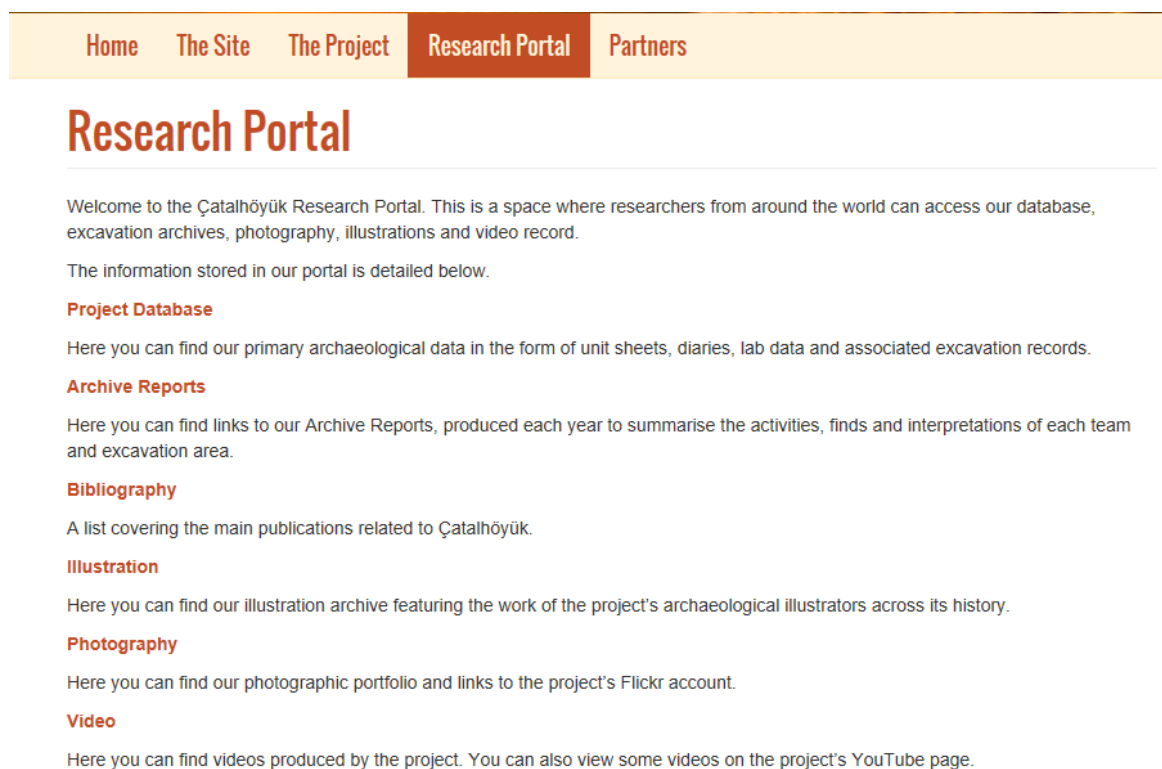 Home The Site The Project Research Portal Partners
Research Portal
Welcome to the Çatalhöyük Research Portal. This is a space where researchers from around the world can access our database,
excavation archives, photography, illustrations and video record.
The information stored in our portal is detailed below.
Project Database
Here you can find our primary archaeological data in the form of unit sheets, diaries, lab data and associated excavation records.
Archive Reports
Here you can find links to our Archive Reports, produced each year to summarise the activities, finds and interpretations of each team
and excavation area.
Bibliography
A list covering the main publications related to Çatalhöyük.
Illustration
Here you can find our illustration archive featuring the work of the project's archaeological illustrators across its history.
Photography
Here you can find our photographic portfolio and links to the project's Flickr account.
Video
Here you can find videos produced by the project. You can also view some videos on the project's YouTube page.